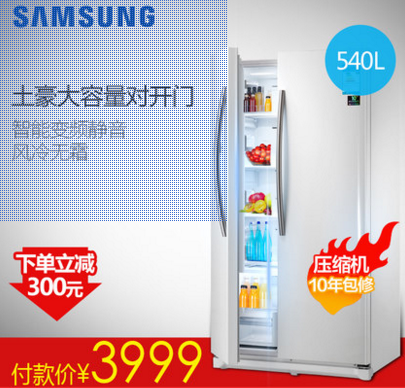 SAMSUNG
540L
土豪大容量对开门
智能变频静音
风冷无霜
下单立减
300元
压缩机
10年包修
付款价¥3999